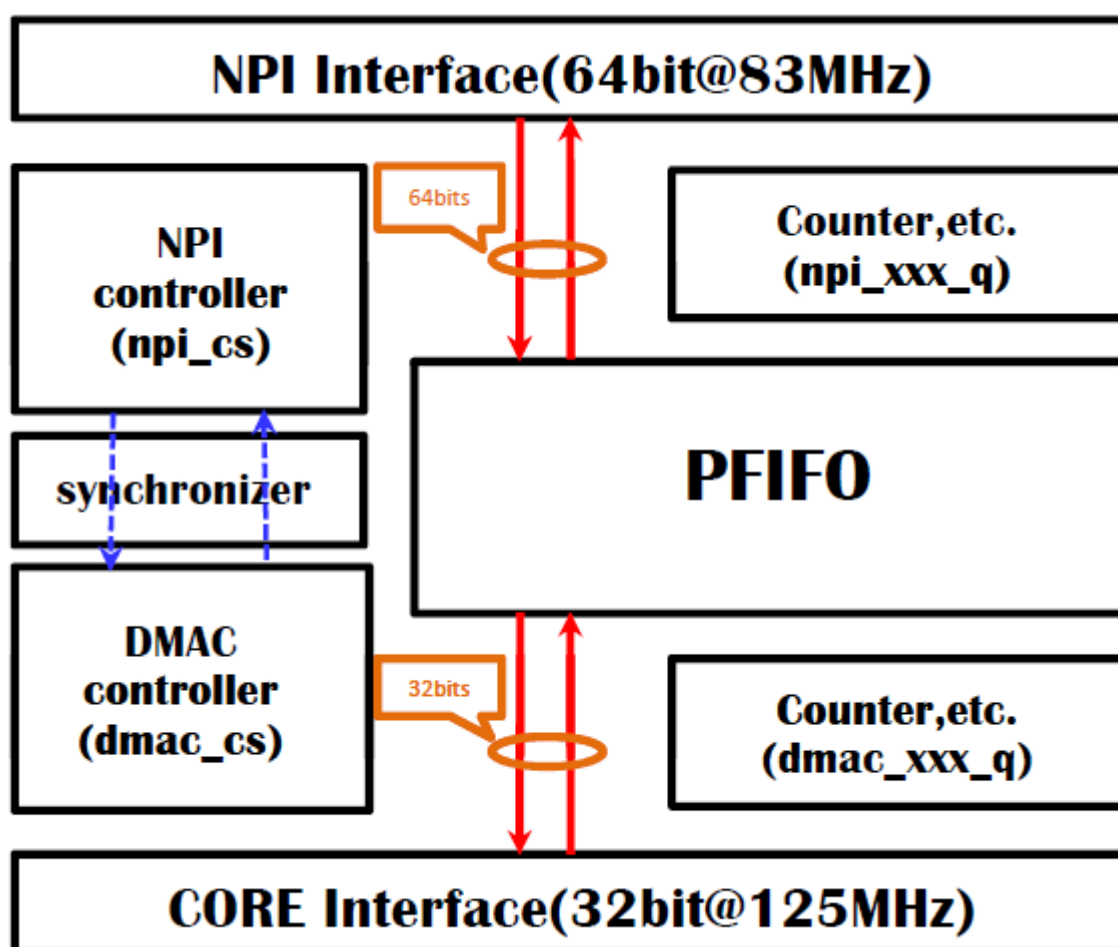 NPI Interface(64bit@83MHz)
NPI
controller
(npi_cs)
64bits
Counter,etc.
(npi_xxx_q)
synchronizer
PFIFO
DMAC
controller
(dmac_cs)
32bits
Counter,etc.
(dmac_xxx_q)
CORE Interface(32bit@125MHz)